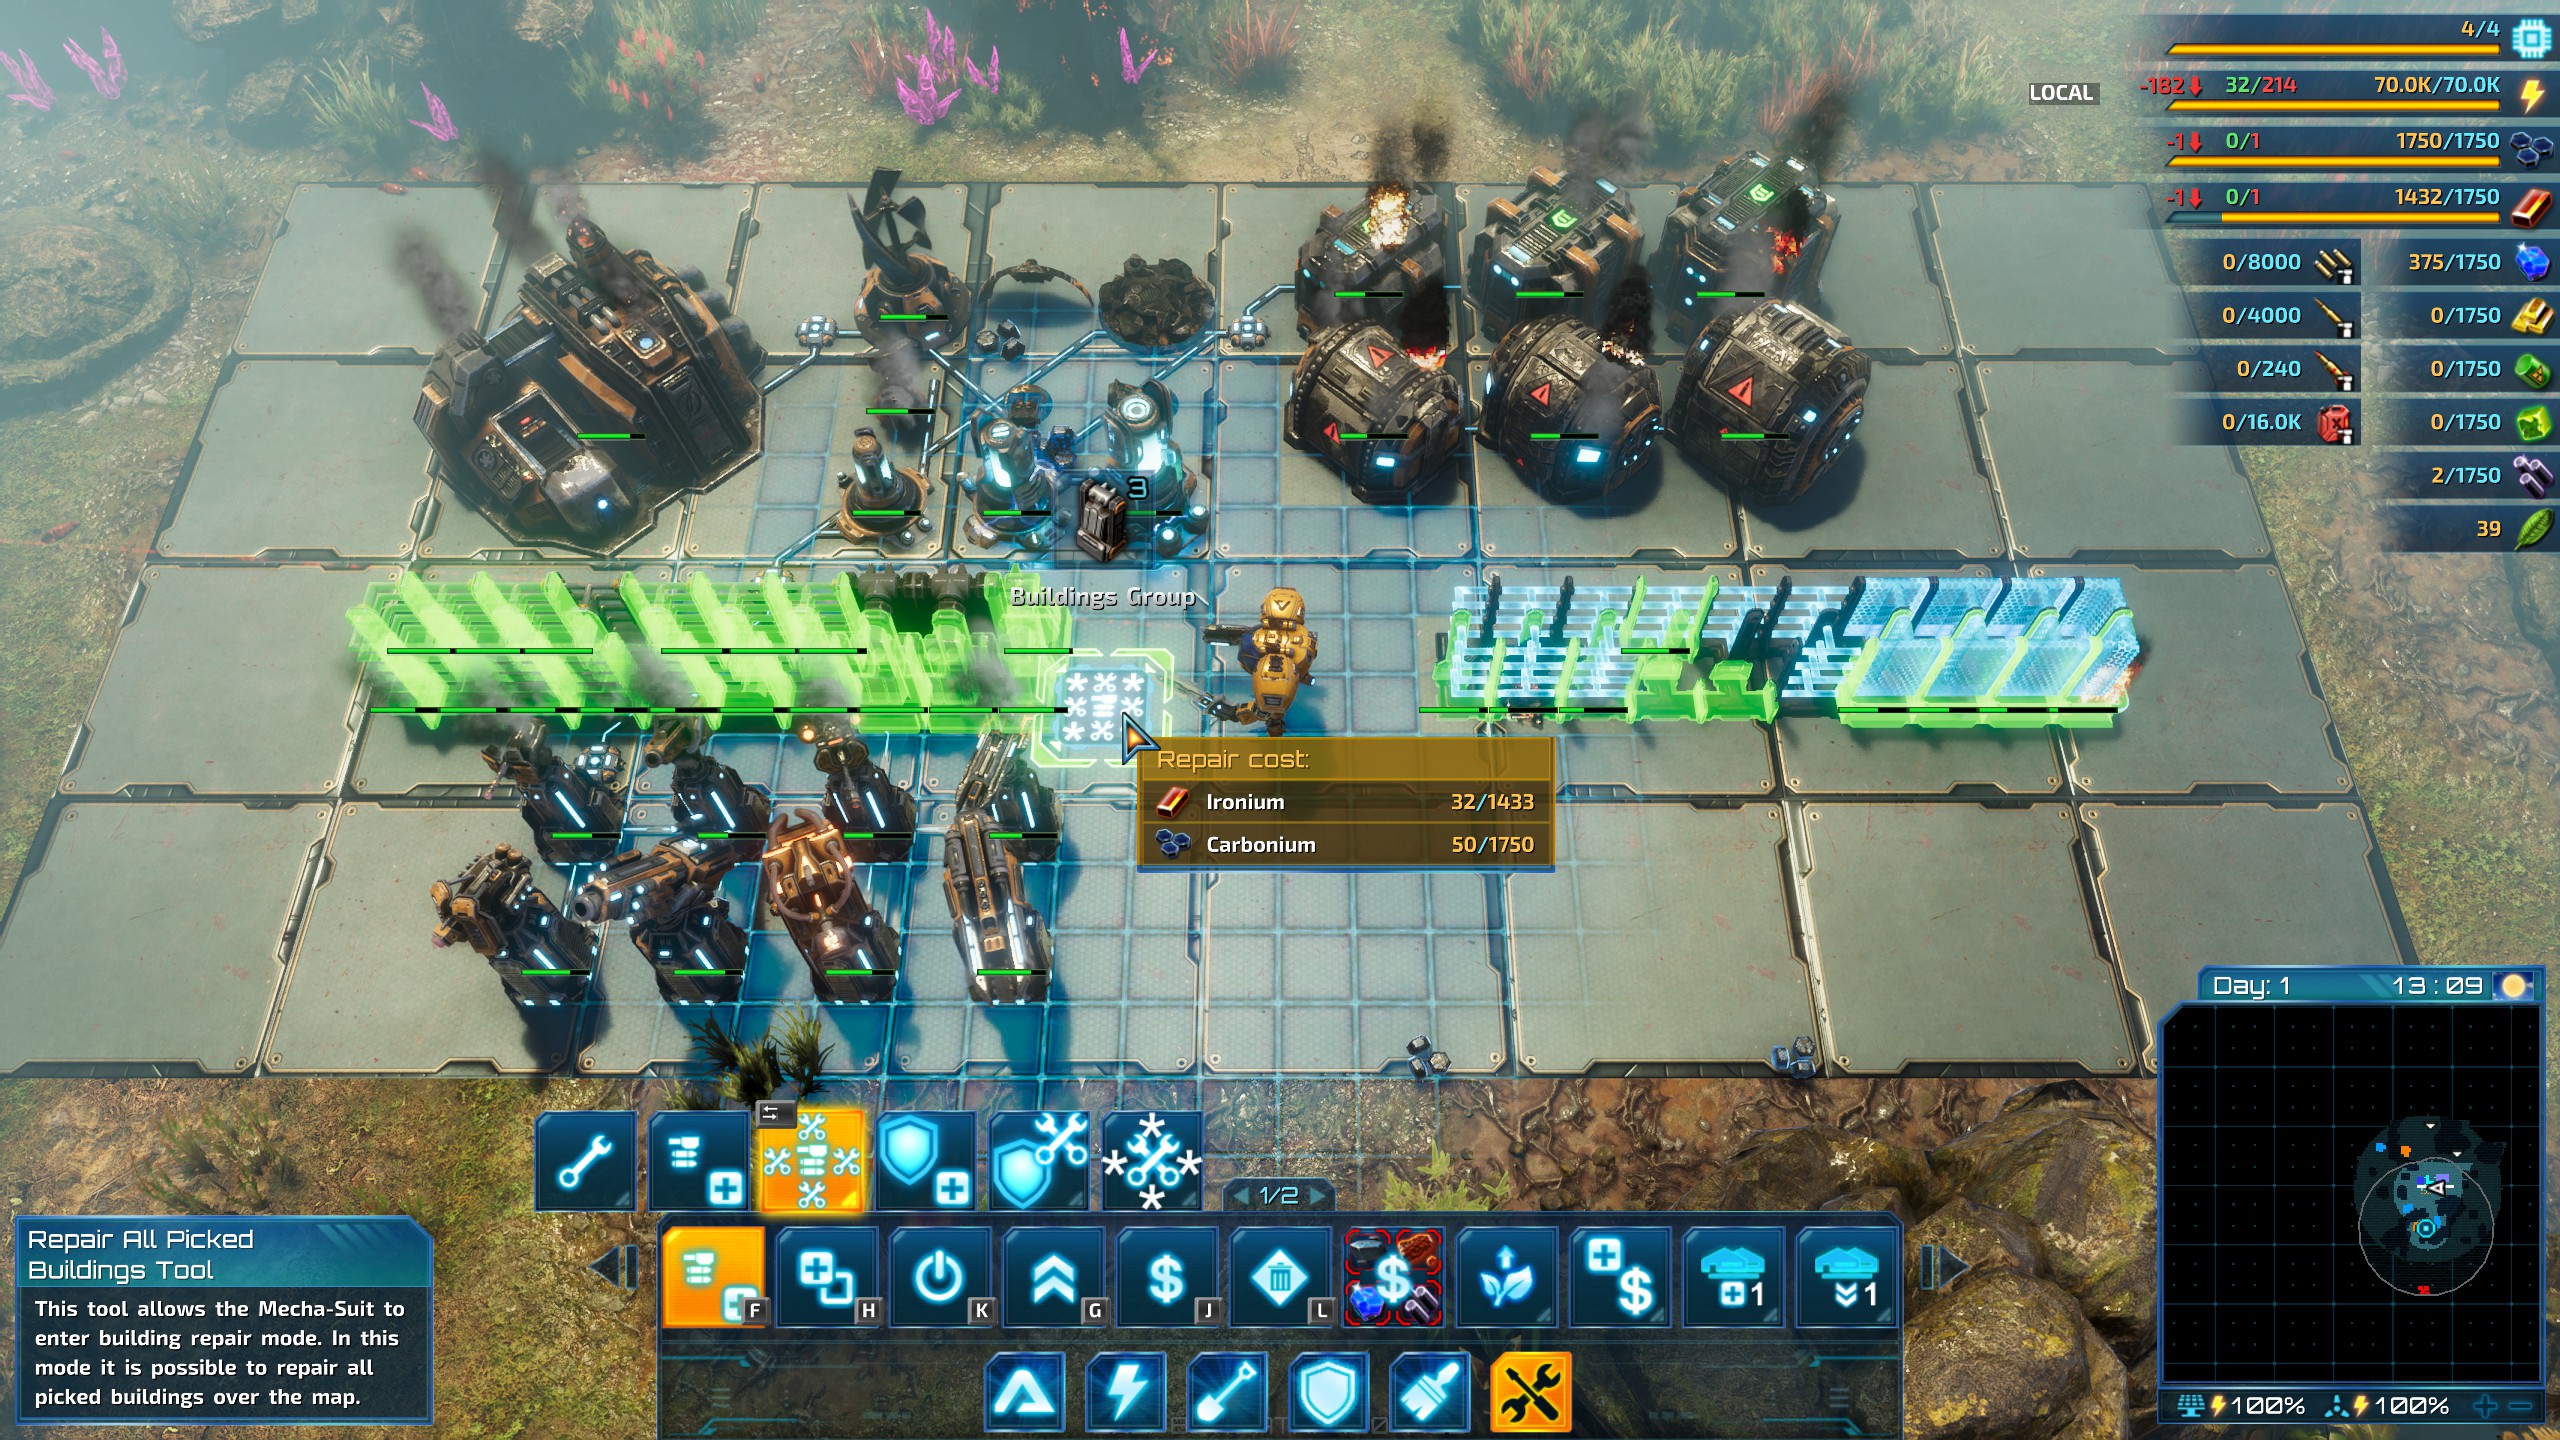 4/4
LOCAL
-182 32/214 70.0K/70.0K
-1 0/1 1750/1750
-1 0/1 1432/1750
0/8000 375/1750
0/4000 0/1750
0/240 0/1750
0/16.0K 0/1750
2/1750
39
3
Buildings Group
Repair cost:
Ironium 32/1433
Carbonium 50/1750
Day: 1 13:09
1/2
Repair All Picked
Buildings Tool
This tool allows the Mecha-Suit to
enter building repair mode. In this
mode it is possible to repair all
picked buildings over the map.
F H K G J L 1 1
100% 100%